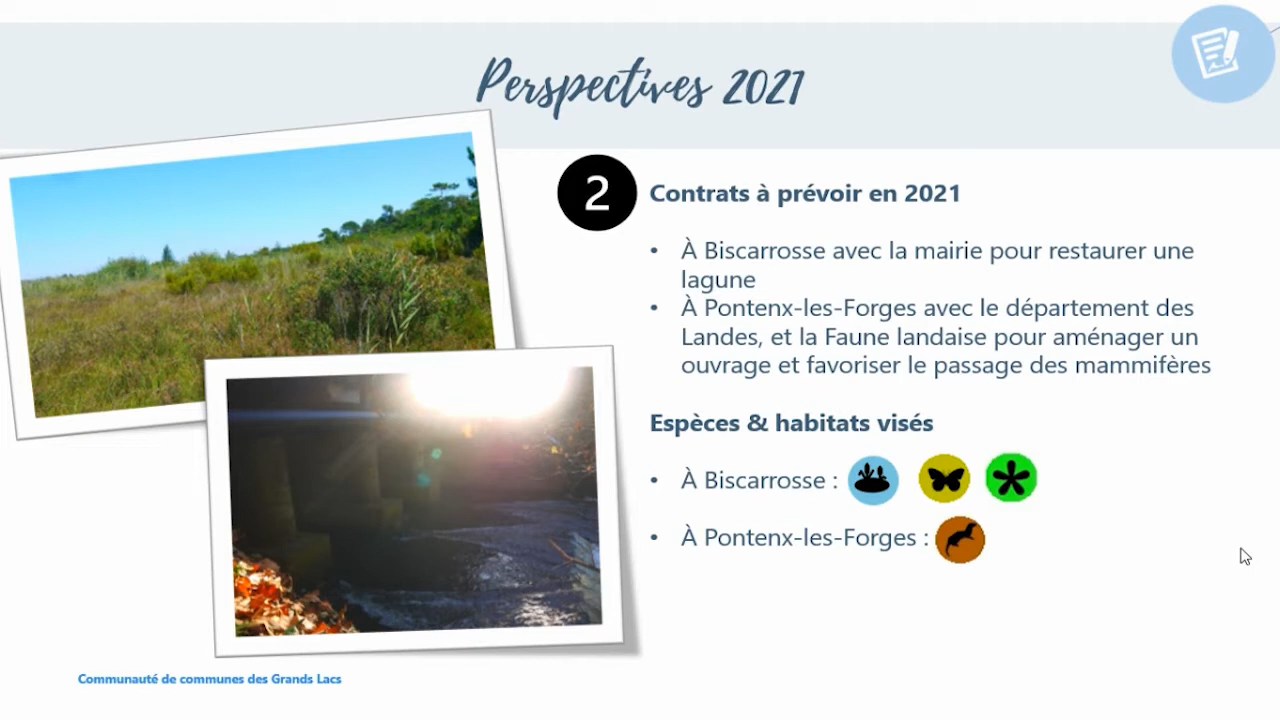 Perspectives 2021
2
Contrats à prévoir en 2021
• À Biscarrosse avec la mairie pour restaurer une
lagune
• À Pontenx-les-Forges avec le département des
Landes, et la Faune landaise pour aménager un
ouvrage et favoriser le passage des mammifères
Espèces & habitats visés
• À Biscarrosse :
• À Pontenx-les-Forges :
Communauté de communes des Grands Lacs